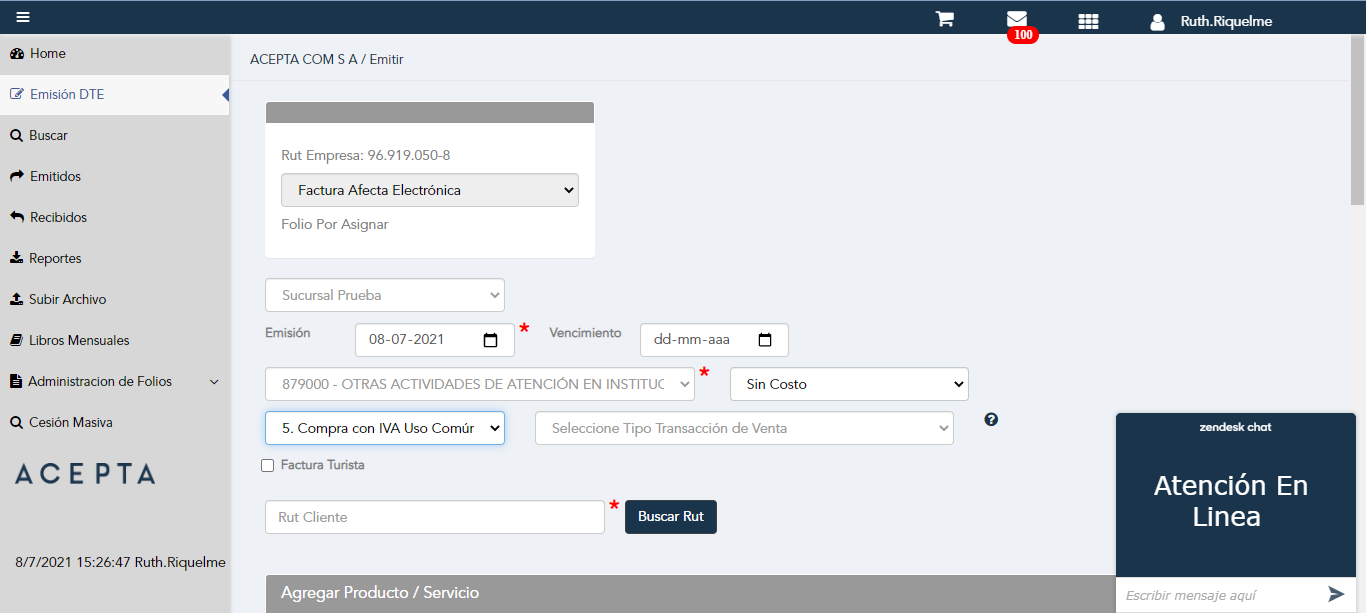 100
Ruth.Riquelme
Home
ACEPTA COM S A / Emitir
Emisión DTE
Buscar
Emitidos
Recibidos
Reportes
Subir Archivo
Libros Mensuales
Administracion de Folios
Cesión Masiva
ACEPTA
8/7/2021 15:26:47 Ruth.Riquelme
Rut Empresa: 96.919.050-8
Factura Afecta Electrónica
Folio Por Asignar
Sucursal Prueba
Emisión 08-07-2021 * Vencimiento dd-mm-aaa
879000 - OTRAS ACTIVIDADES DE ATENCIÓN EN INSTITUC * Sin Costo
5. Compra con IVA Uso Comúr Seleccione Tipo Transacción de Venta ?
Factura Turista
Rut Cliente * Buscar Rut
Agregar Producto / Servicio
zendesk chat
Atención En
Linea
Escribir mensaje aquí